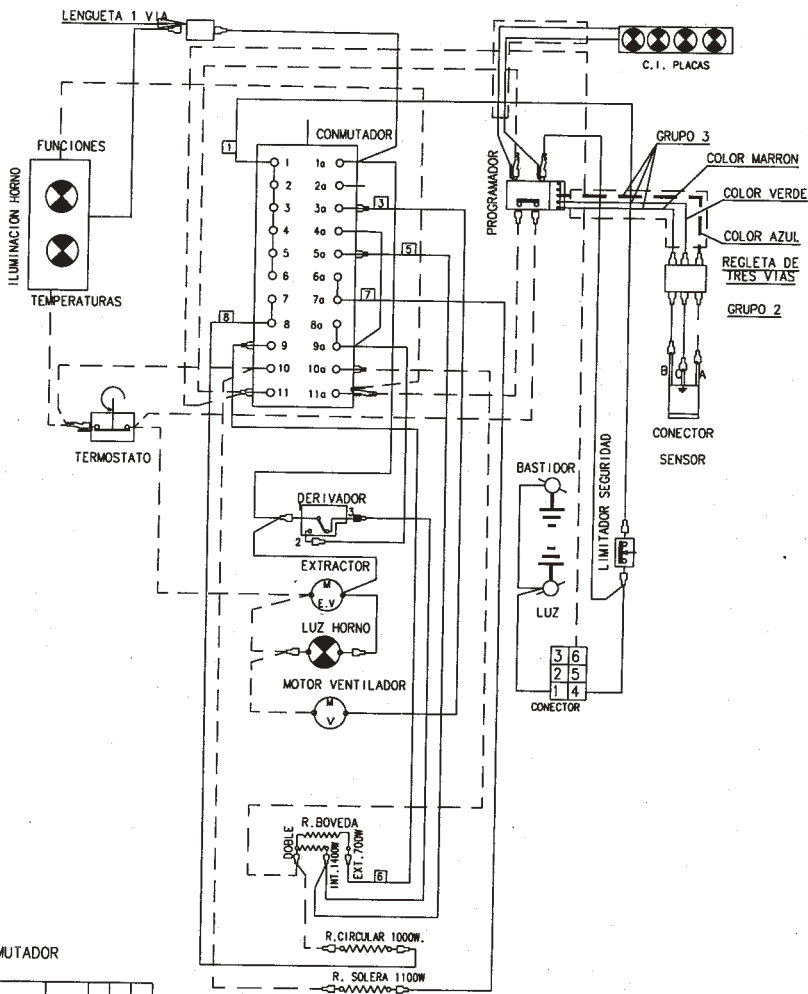 LENGUETA 1 VIA
C.I. PLACAS
FUNCIONES
ILUMINACION HORNO
TEMPERATURAS
CONMUTADOR
1
1 1a
2 2a
3 3a
3
4 4a
5 5a
5
6 6a
7 7a
7
8
8 8a
9 9a
10 10a
11 11a
PROGRAMADOR
GRUPO 3
COLOR MARRON
COLOR VERDE
COLOR AZUL
REGLETA DE
TRES VIAS
GRUPO 2
B C A
CONECTOR
SENSOR
TERMOSTATO
DERIVADOR
1
3
2
EXTRACTOR
M
E.V
LUZ HORNO
MOTOR VENTILADOR
M
V
BASTIDOR
LUZ
LIMITADOR SEGURIDAD
3 6
2 5
1 4
CONECTOR
R.BOVEDA
DOBLE
INT.1400W
EXT.700W
6
R.CIRCULAR 1000W.
R. SOLERA 1100W
MUTADOR